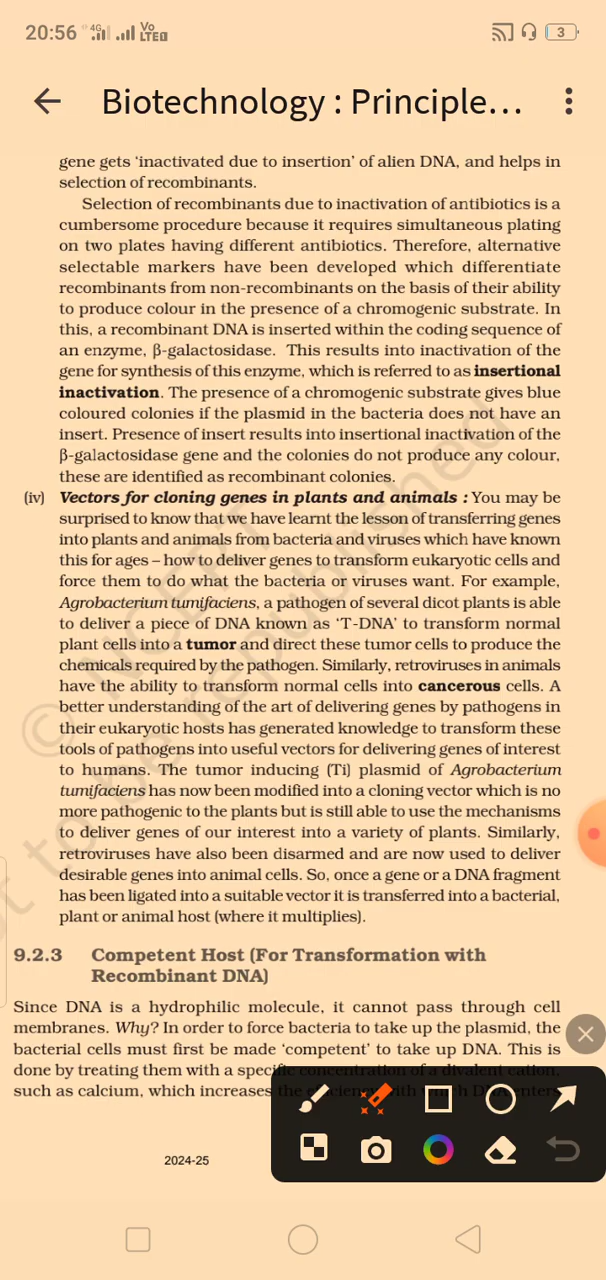 20:56 4G Vo LTE 3
Biotechnology : Principle...
gene gets ‘inactivated due to insertion’ of alien DNA, and helps in
selection of recombinants.
Selection of recombinants due to inactivation of antibiotics is a
cumbersome procedure because it requires simultaneous plating
on two plates having different antibiotics. Therefore, alternative
selectable markers have been developed which differentiate
recombinants from non-recombinants on the basis of their ability
to produce colour in the presence of a chromogenic substrate. In
this, a recombinant DNA is inserted within the coding sequence of
an enzyme, β-galactosidase. This results into inactivation of the
gene for synthesis of this enzyme, which is referred to as insertional
inactivation. The presence of a chromogenic substrate gives blue
coloured colonies if the plasmid in the bacteria does not have an
insert. Presence of insert results into insertional inactivation of the
β-galactosidase gene and the colonies do not produce any colour,
these are identified as recombinant colonies.
(iv) Vectors for cloning genes in plants and animals : You may be
surprised to know that we have learnt the lesson of transferring genes
into plants and animals from bacteria and viruses which have known
this for ages – how to deliver genes to transform eukaryotic cells and
force them to do what the bacteria or viruses want. For example,
Agrobacterium tumifaciens, a pathogen of several dicot plants is able
to deliver a piece of DNA known as ‘T-DNA’ to transform normal
plant cells into a tumor and direct these tumor cells to produce the
chemicals required by the pathogen. Similarly, retroviruses in animals
have the ability to transform normal cells into cancerous cells. A
better understanding of the art of delivering genes by pathogens in
their eukaryotic hosts has generated knowledge to transform these
tools of pathogens into useful vectors for delivering genes of interest
to humans. The tumor inducing (Ti) plasmid of Agrobacterium
tumifaciens has now been modified into a cloning vector which is no
more pathogenic to the plants but is still able to use the mechanisms
to deliver genes of our interest into a variety of plants. Similarly,
retroviruses have also been disarmed and are now used to deliver
desirable genes into animal cells. So, once a gene or a DNA fragment
has been ligated into a suitable vector it is transferred into a bacterial,
plant or animal host (where it multiplies).
9.2.3 Competent Host (For Transformation with
Recombinant DNA)
Since DNA is a hydrophilic molecule, it cannot pass through cell
membranes. Why? In order to force bacteria to take up the plasmid, the
bacterial cells must first be made ‘competent’ to take up DNA. This is
done by treating them with a specific concentration of a divalent cation,
such as calcium, which increases the efficiency with which DNA enters
2024-25